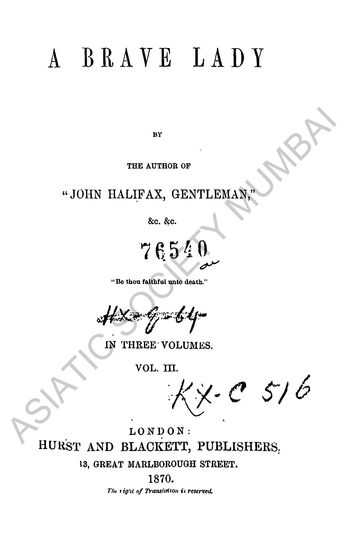 A BRAVE LADY
BY
THE AUTHOR OF
"JOHN HALIFAX, GENTLEMAN,"
&c. &c.
76540
"Be thou faithful unto death."
HX-G-64
IN THREE VOLUMES.
VOL. III.
KX-C 516
LONDON:
HURST AND BLACKETT, PUBLISHERS,
13, GREAT MARLBOROUGH STREET.
1870.
The right of Translation is reserved.
ASIATIC SOCIETY MUMBAI